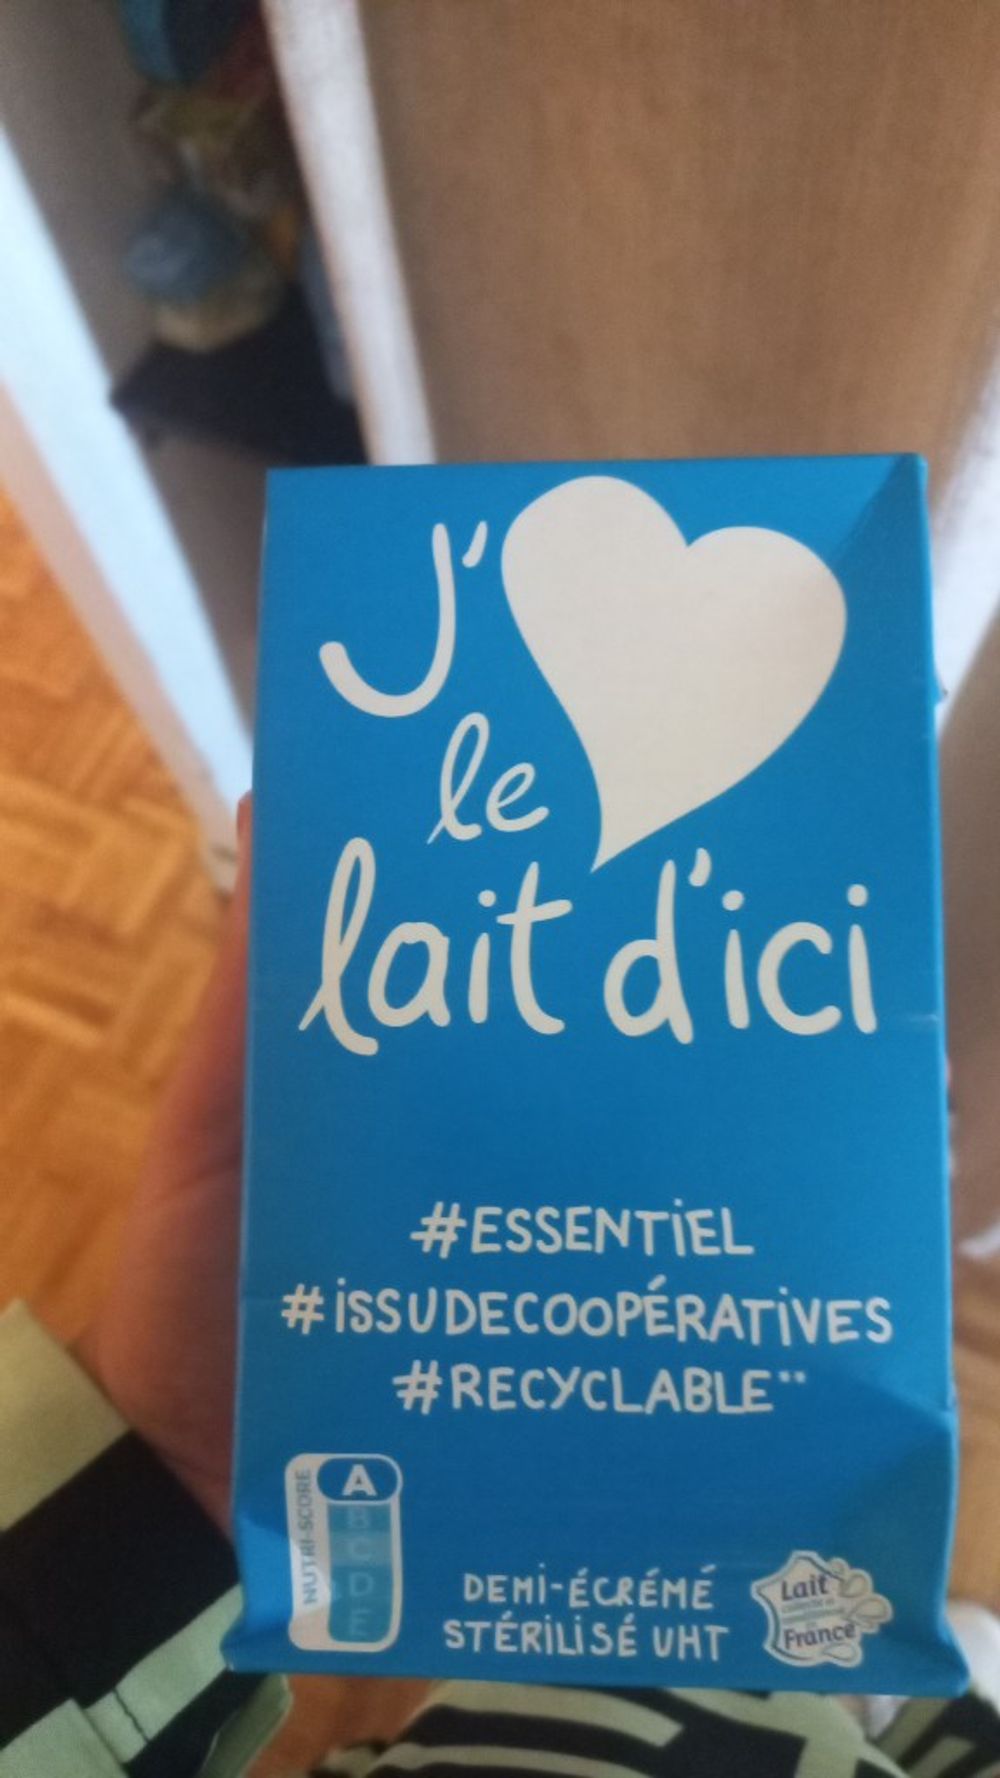 J'
le
lait d'ici
#ESSENTIEL
#ISSUDECOOPÉRATIVES
#RECYCLABLE**
NUTRI-SCORE
A
B
C
D
E
DEMI-ÉCRÉMÉ
STÉRILISÉ UHT
Lait
France